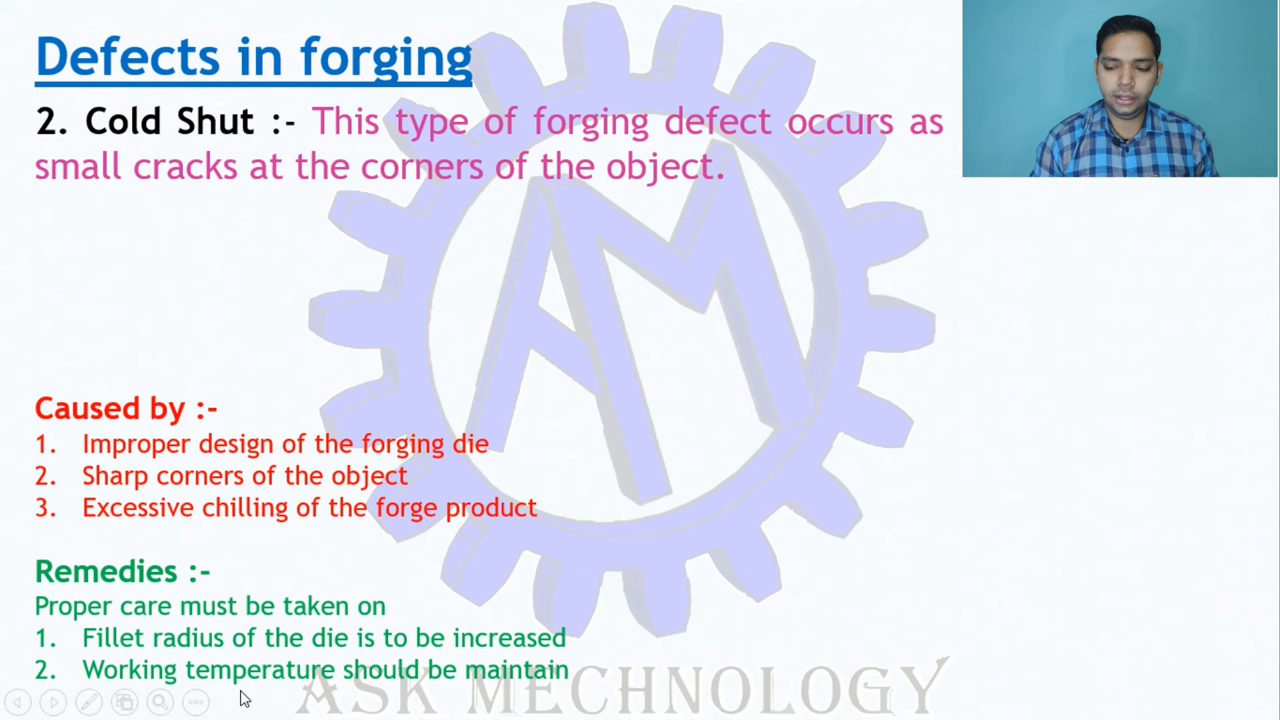 Defects in forging
2. Cold Shut :- This type of forging defect occurs as
small cracks at the corners of the object.
AM
Caused by :-
1. Improper design of the forging die
2. Sharp corners of the object
3. Excessive chilling of the forge product
Remedies :-
Proper care must be taken on
1. Fillet radius of the die is to be increased
2. Working temperature should be maintain
ASK MECHNOLOGY